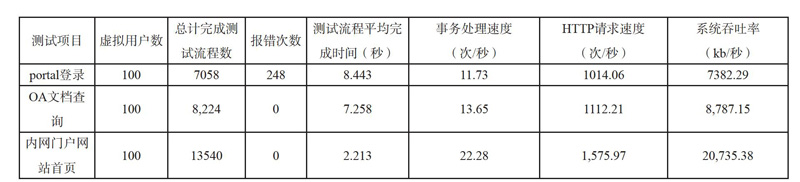 测试项目 虚拟用户数 总计完成测试流程数 报错次数 测试流程平均完成时间（秒） 事务处理速度（次/秒） HTTP请求速度（次/秒） 系统吞吐率（kb/秒）
portal登录 100 7058 248 8.443 11.73 1014.06 7382.29
OA文档查询 100 8,224 0 7.258 13.65 1112.21 8,787.15
内网门户网站首页 100 13540 0 2.213 22.28 1,575.97 20,735.38